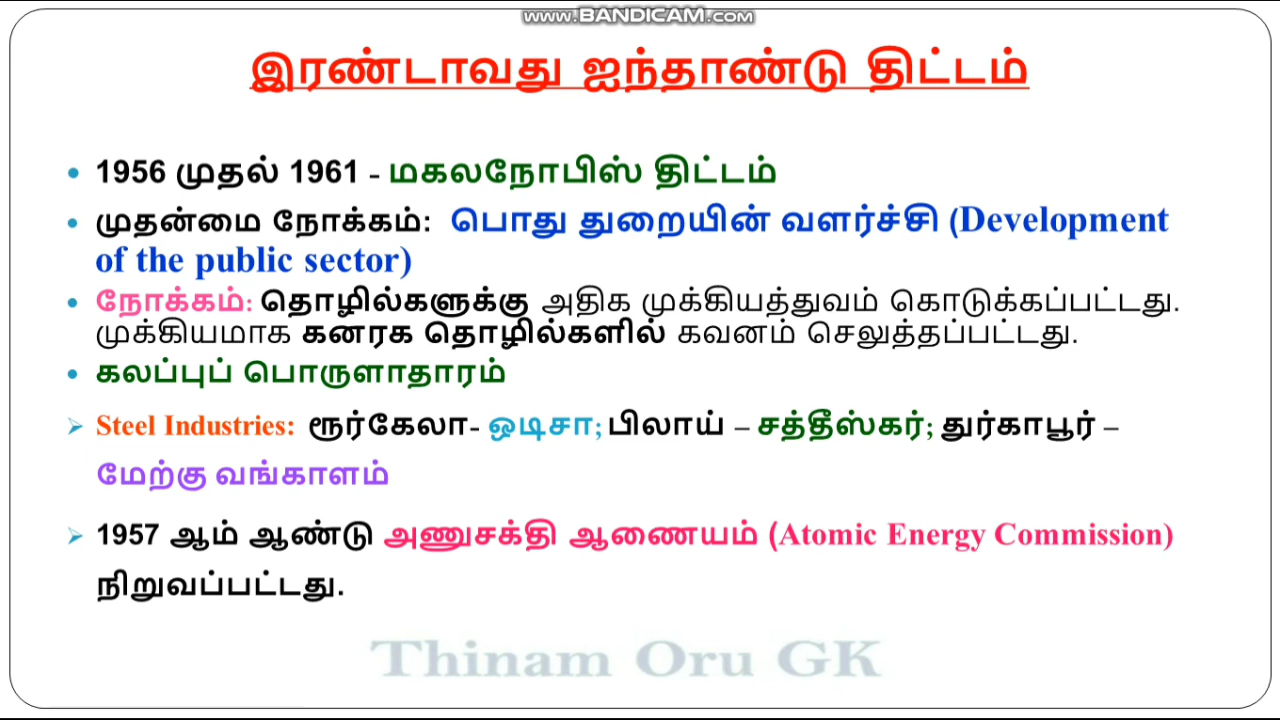 www.BANDICAM.com
இரண்டாவது ஐந்தாண்டு திட்டம்
• 1956 முதல் 1961 - மகலநோபிஸ் திட்டம்
• முதன்மை நோக்கம்: பொது துறையின் வளர்ச்சி (Development
of the public sector)
• நோக்கம்: தொழில்களுக்கு அதிக முக்கியத்துவம் கொடுக்கப்பட்டது.
முக்கியமாக கனரக தொழில்களில் கவனம் செலுத்தப்பட்டது.
• கலப்புப் பொருளாதாரம்
➢ Steel Industries: ரூர்கேலா- ஒடிசா; பிலாய் – சத்தீஸ்கர்; துர்காபூர் –
மேற்கு வங்காளம்
➢ 1957 ஆம் ஆண்டு அணுசக்தி ஆணையம் (Atomic Energy Commission)
நிறுவப்பட்டது.
Thinam Oru GK